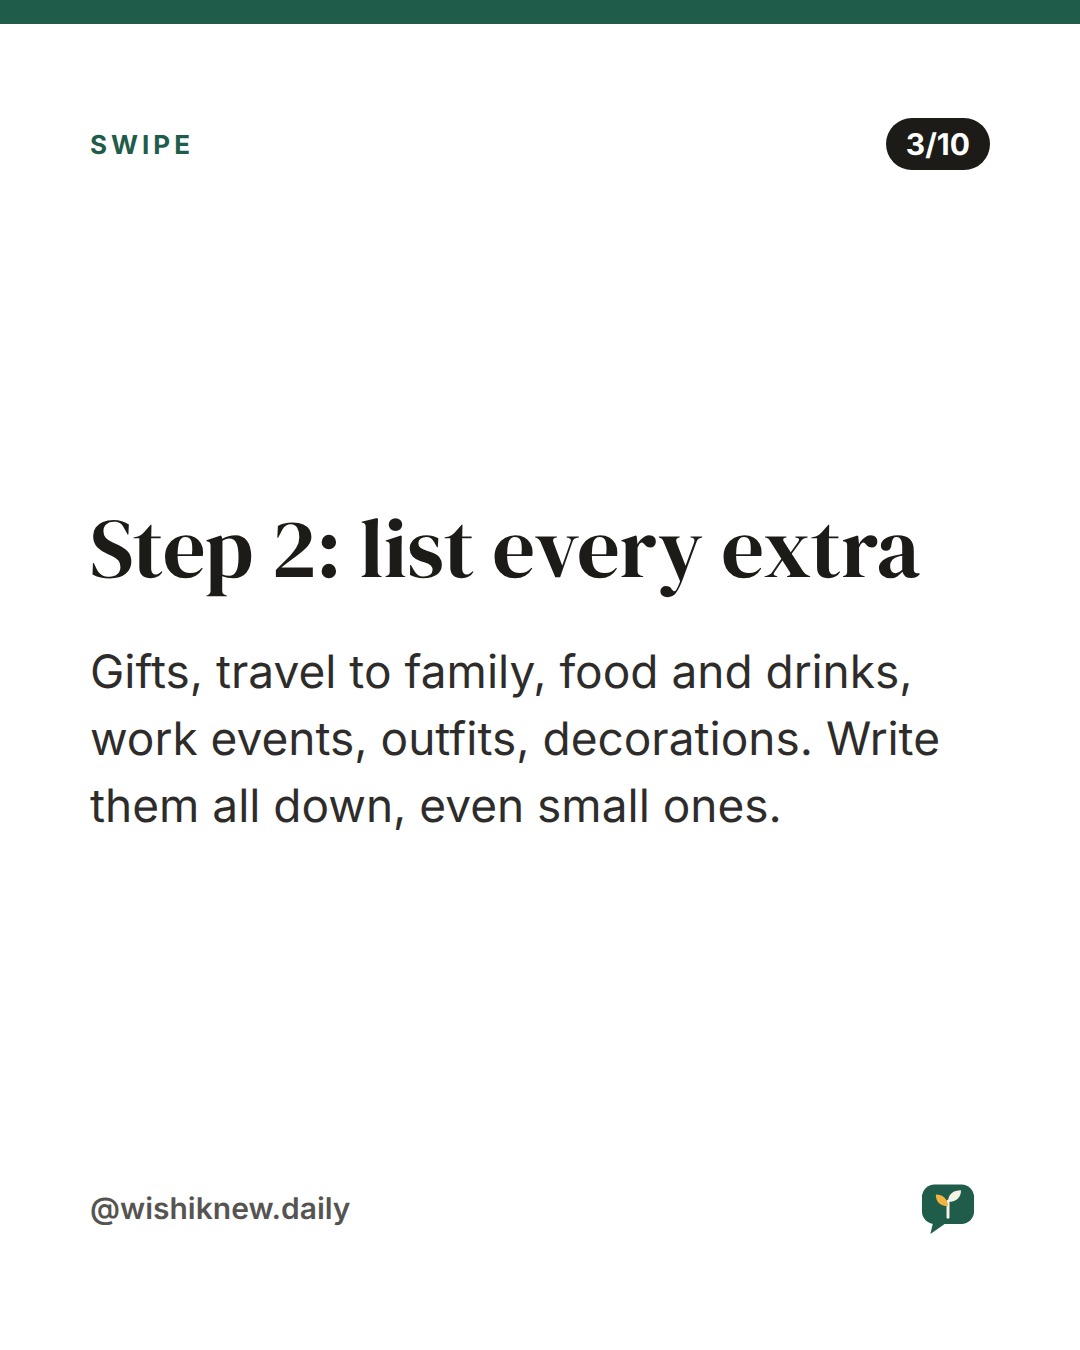 SWIPE
3/10
Step 2: list every extra
Gifts, travel to family, food and drinks,
work events, outfits, decorations. Write
them all down, even small ones.
@wishiknew.daily